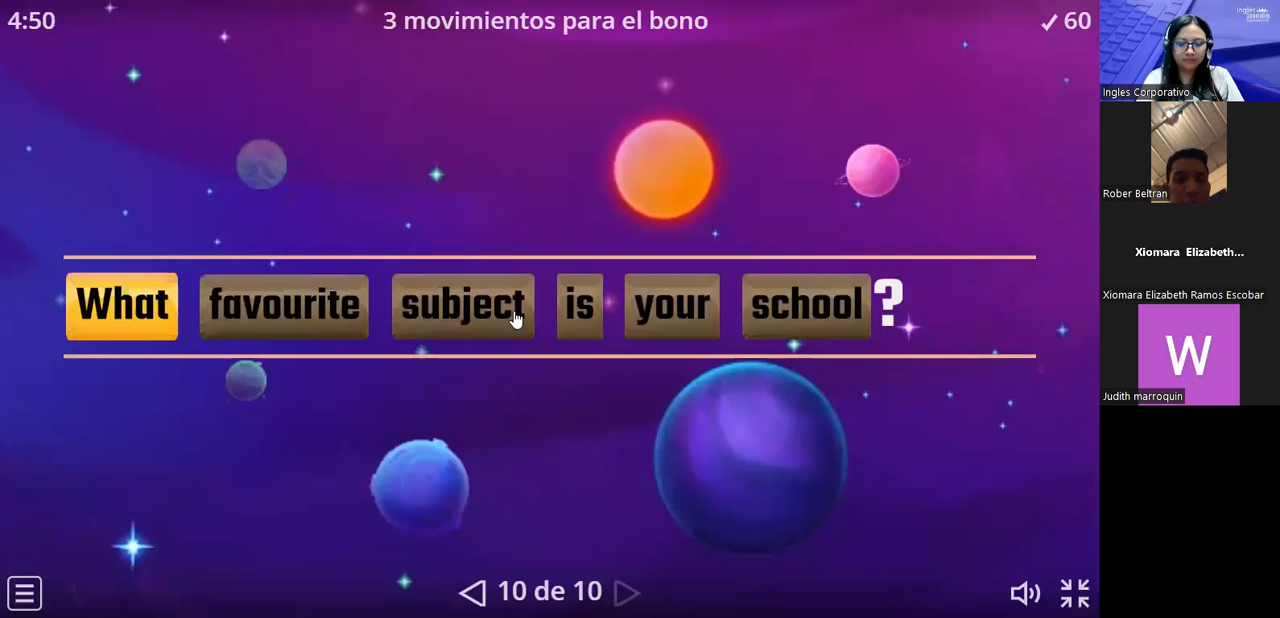 4:50
3 movimientos para el bono
✓ 60
What favourite subject is your school ?
10 de 10
Ingles Corporativo
Rober Beltran
Xiomara Elizabeth...
Xiomara Elizabeth Ramos Escobar
W
Judith marroquin